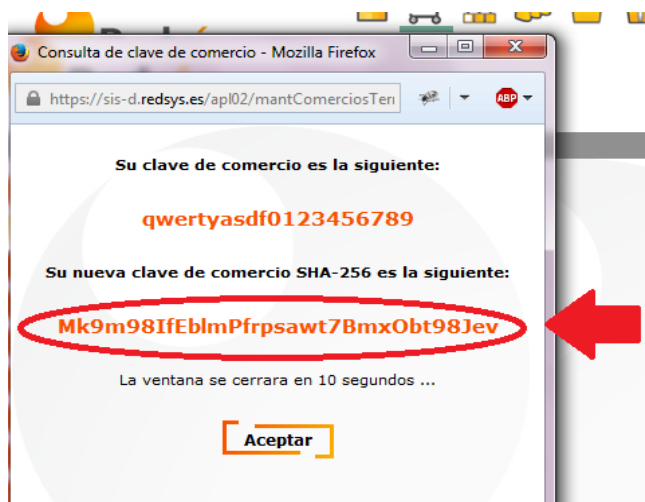 Consulta de clave de comercio - Mozilla Firefox
https://sis-d.redsys.es/apl02/mantComerciosTeri
ABP
Su clave de comercio es la siguiente:
qwertyasdf0123456789
Su nueva clave de comercio SHA-256 es la siguiente:
Mk9m98IfEblmPfrpsawt7BmxObt98Jev
La ventana se cerrara en 10 segundos ...
Aceptar